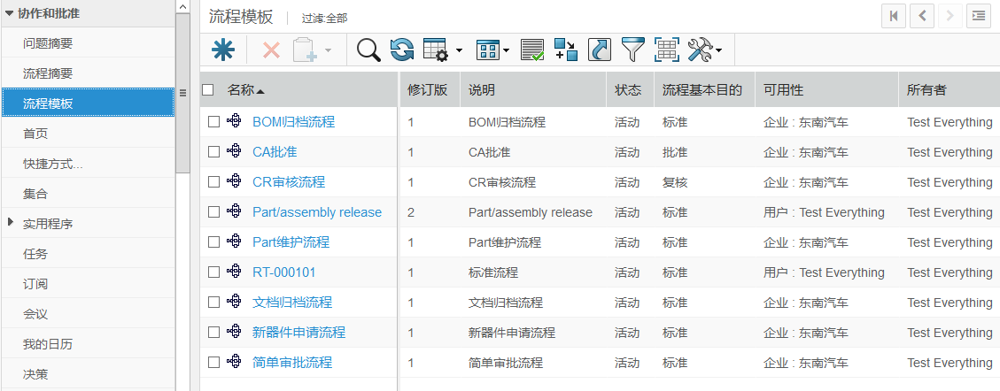 协作和批准
问题摘要
流程摘要
流程模板
首页
快捷方式...
集合
实用程序
任务
订阅
会议
我的日历
决策
流程模板 过滤:全部
名称 修订版 说明 状态 流程基本目的 可用性 所有者
BOM归档流程 1 BOM归档流程 活动 标准 企业 : 东南汽车 Test Everything
CA批准 1 CA批准 活动 批准 企业 : 东南汽车 Test Everything
CR审核流程 1 CR审核流程 活动 复核 企业 : 东南汽车 Test Everything
Part/assembly release 2 Part/assembly release 活动 标准 用户 : Test Everything Test Everything
Part维护流程 1 Part维护流程 活动 标准 企业 : 东南汽车 Test Everything
RT-000101 1 标准流程 活动 标准 用户 : Test Everything Test Everything
文档归档流程 1 文档归档流程 活动 标准 企业 : 东南汽车 Test Everything
新器件申请流程 1 新器件申请流程 活动 标准 企业 : 东南汽车 Test Everything
简单审批流程 1 简单审批流程 活动 标准 企业 : 东南汽车 Test Everything